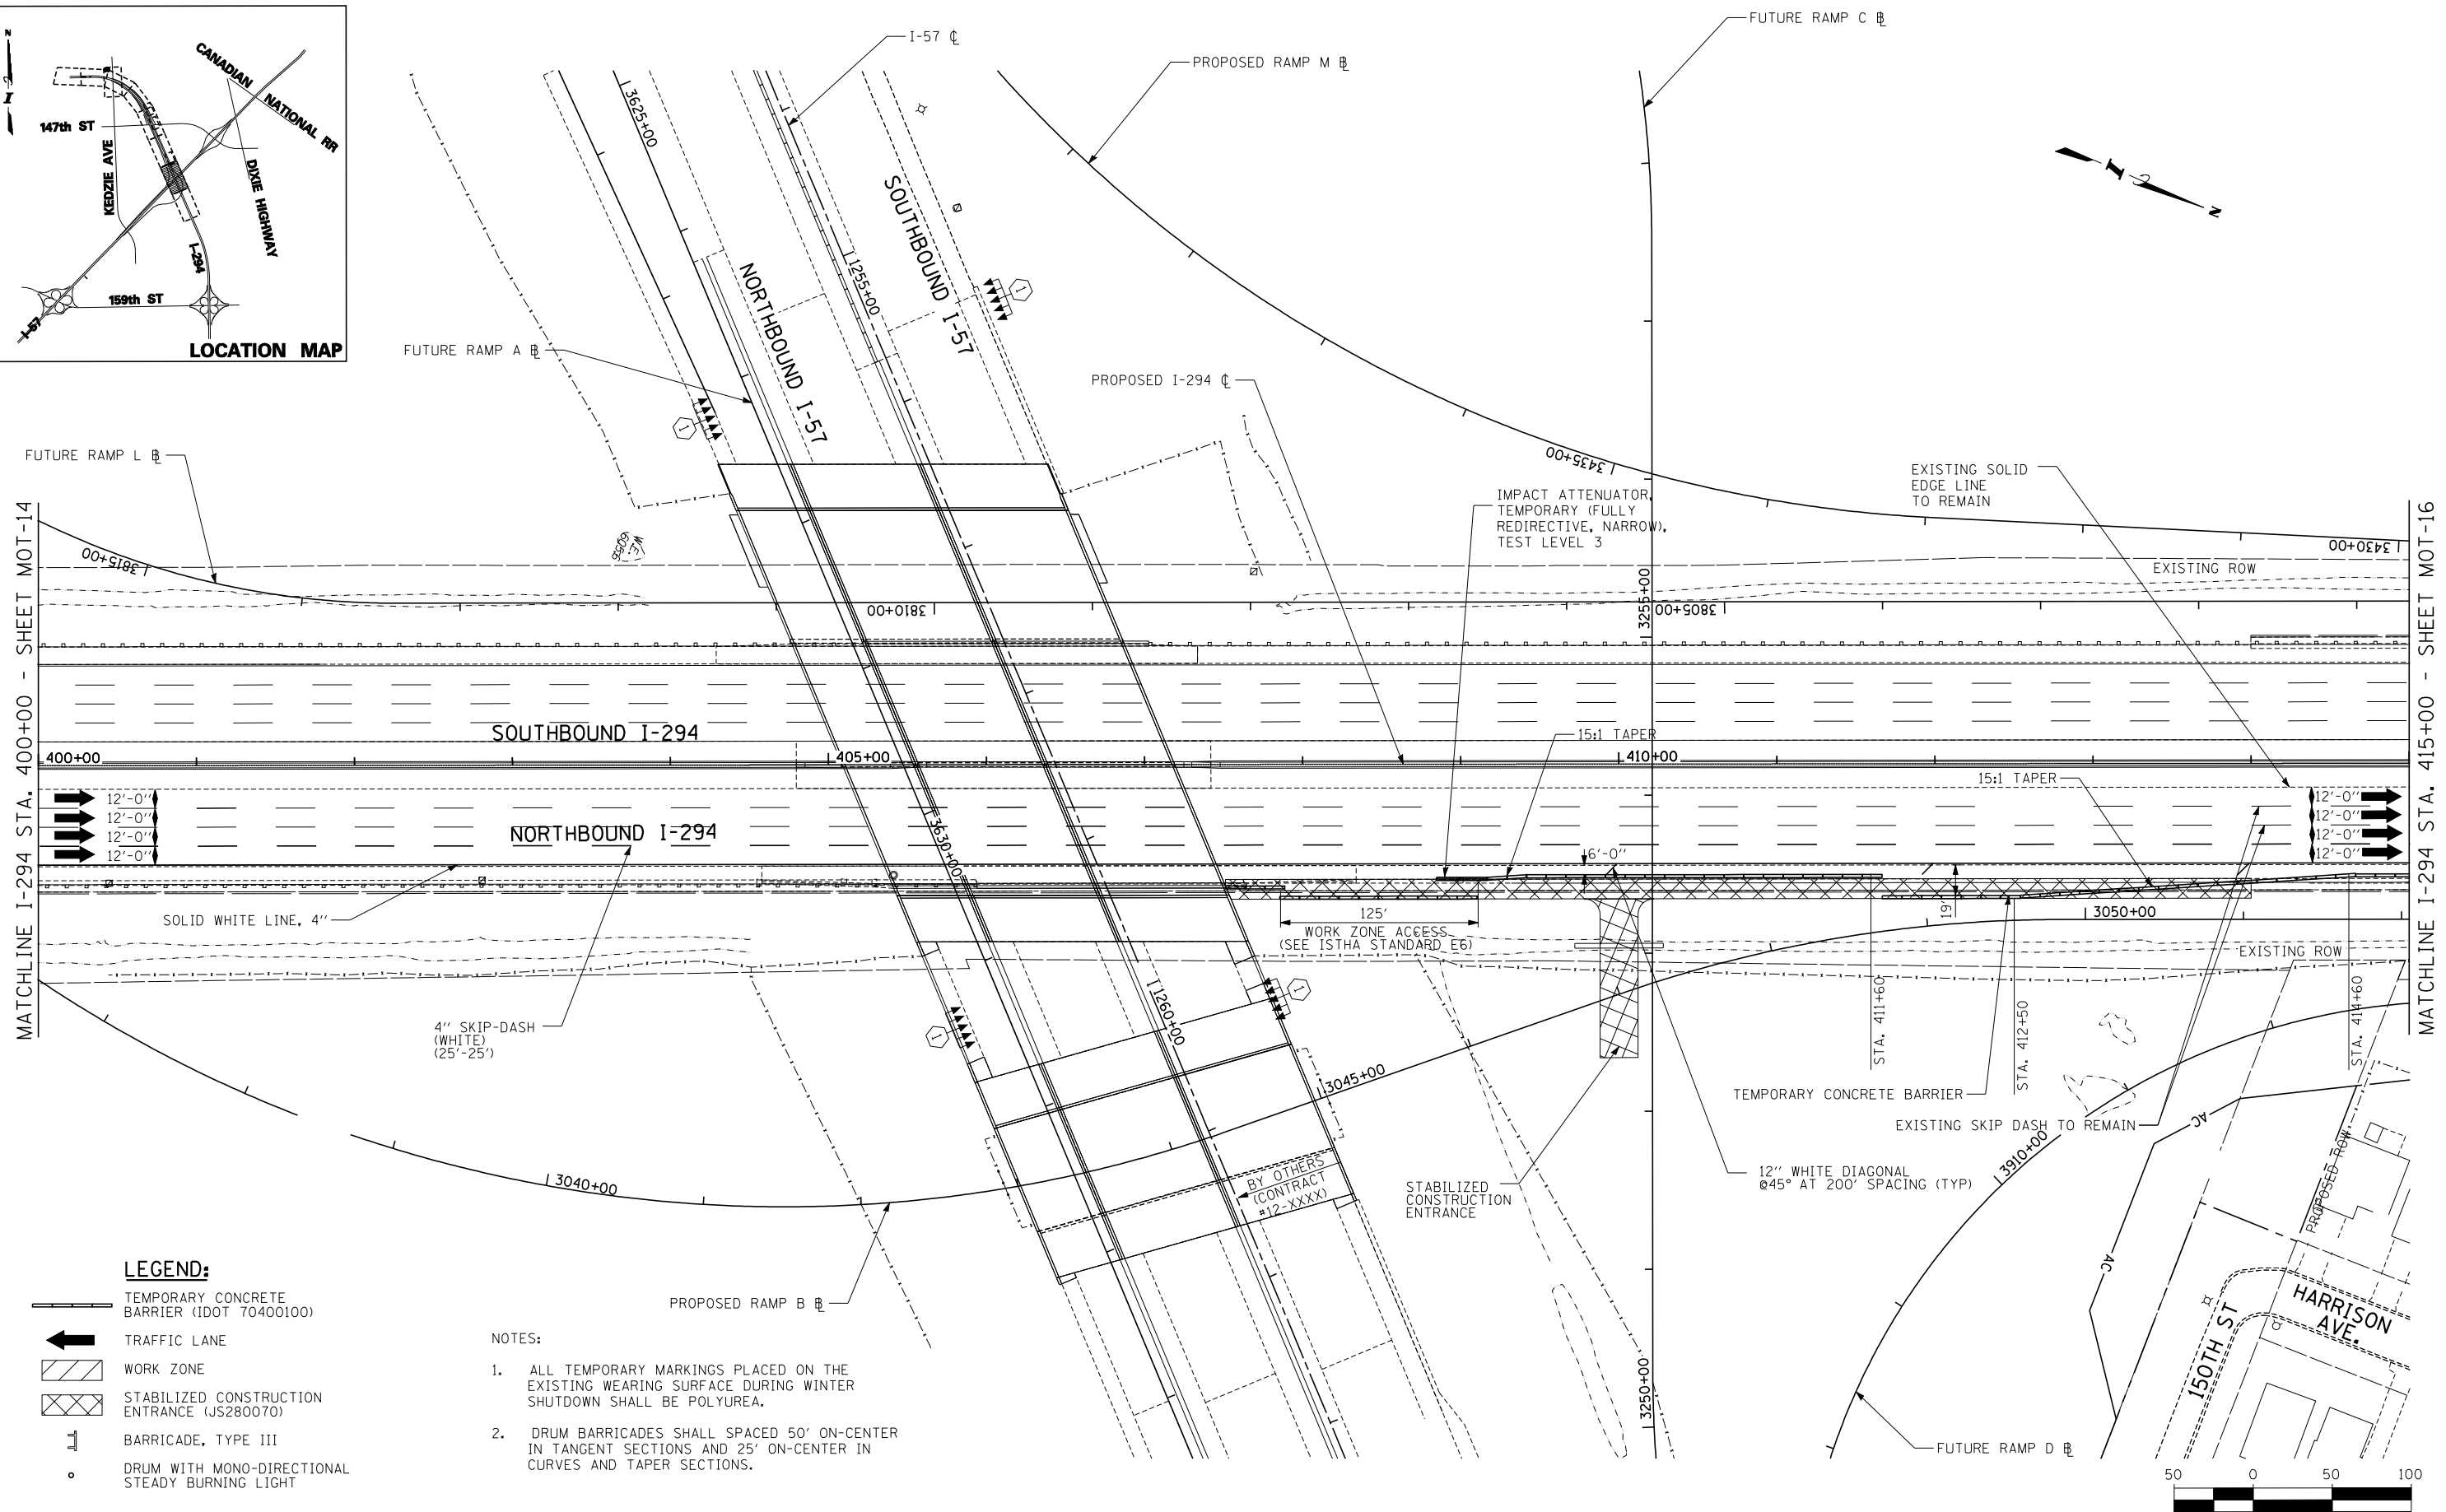 N
CANADIAN NATIONAL RR
147th ST
KEDZIE AVE
DIXIE HIGHWAY
I-294
159th ST
I-57
LOCATION MAP
I-57 ℄
FUTURE RAMP C ⅊
PROPOSED RAMP M ⅊
3625+00
SOUTHBOUND I-57
NORTHBOUND I-57
1255+00
N
1
1
FUTURE RAMP A ⅊
PROPOSED I-294 ℄
FUTURE RAMP L ⅊
3435+00
EXISTING SOLID
EDGE LINE
TO REMAIN
IMPACT ATTENUATOR,
TEMPORARY (FULLY
REDIRECTIVE, NARROW),
TEST LEVEL 3
MATCHLINE I-294 STA. 400+00 - SHEET MOT-14
MATCHLINE I-294 STA. 415+00 - SHEET MOT-16
3815+00
3430+00
EXISTING ROW
3810+00
3255+00
3805+00
SOUTHBOUND I-294
15:1 TAPER
400+00
405+00
410+00
15:1 TAPER
12'-0''
12'-0''
12'-0''
12'-0''
NORTHBOUND I-294
12'-0''
12'-0''
12'-0''
12'-0''
3630+00
6'-0''
19'
SOLID WHITE LINE, 4''
125'
WORK ZONE ACCESS
(SEE ISTHA STANDARD E6)
3050+00
EXISTING ROW
1
1
1260+00
4'' SKIP-DASH
(WHITE)
(25'-25')
STA. 411+60
STA. 412+50
STA. 414+60
3045+00
TEMPORARY CONCRETE BARRIER
EXISTING SKIP DASH TO REMAIN
AC
3910+00
12'' WHITE DIAGONAL
@45° AT 200' SPACING (TYP)
3040+00
BY OTHERS
(CONTRACT
#12-XXXX)
STABILIZED
CONSTRUCTION
ENTRANCE
PROPOSED ROW
AC
PROPOSED RAMP B ⅊
HARRISON
AVE.
150TH ST
3250+00
FUTURE RAMP D ⅊
LEGEND:
TEMPORARY CONCRETE
BARRIER (IDOT 70400100)
TRAFFIC LANE
WORK ZONE
STABILIZED CONSTRUCTION
ENTRANCE (JS280070)
BARRICADE, TYPE III
DRUM WITH MONO-DIRECTIONAL
STEADY BURNING LIGHT
NOTES:
1. ALL TEMPORARY MARKINGS PLACED ON THE
EXISTING WEARING SURFACE DURING WINTER
SHUTDOWN SHALL BE POLYUREA.
2. DRUM BARRICADES SHALL SPACED 50' ON-CENTER
IN TANGENT SECTIONS AND 25' ON-CENTER IN
CURVES AND TAPER SECTIONS.
50 0 50 100